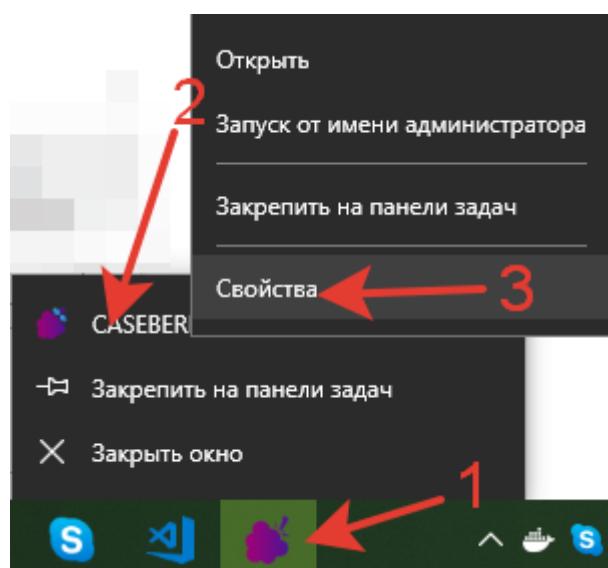 Открыть
Запуск от имени администратора
Закрепить на панели задач
Свойства
2
3
CASEBER
Закрепить на панели задач
Закрыть окно
1